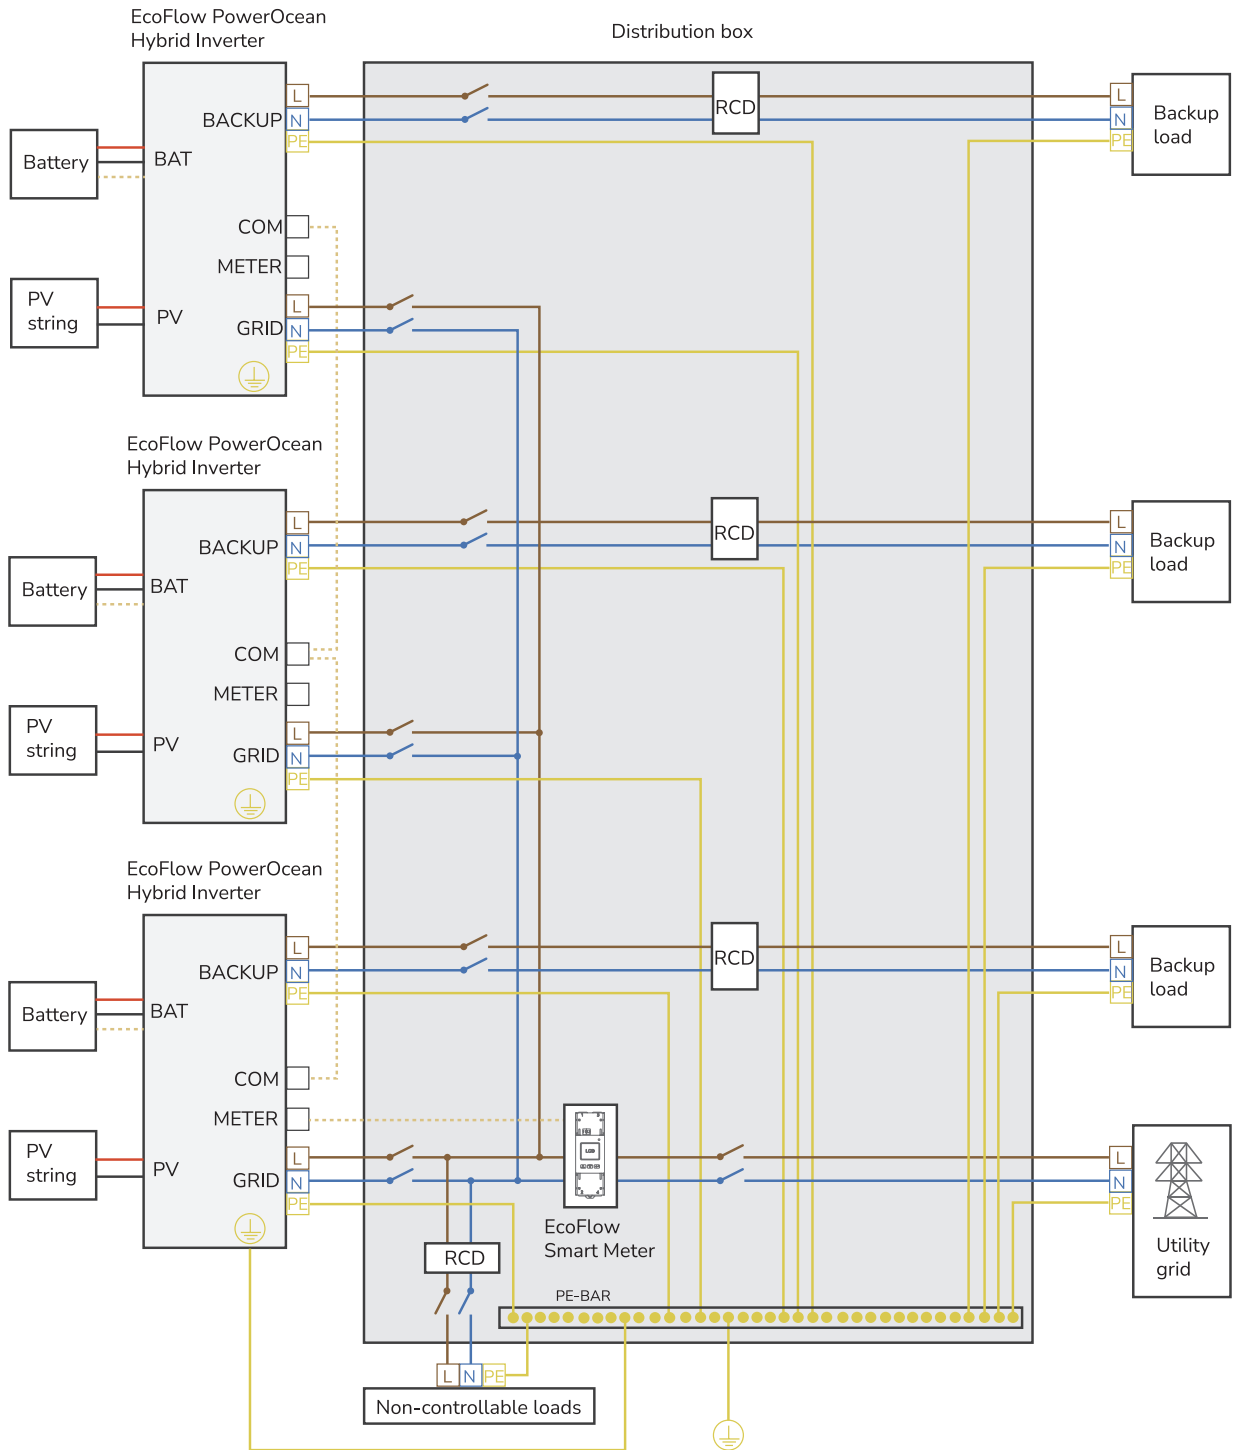 EcoFlow PowerOcean
Hybrid Inverter
Distribution box
L
BACKUP N
PE
RCD
L
N
PE
Backup
load
Battery
BAT
COM
METER
PV
string
PV
L
GRID N
PE
EcoFlow PowerOcean
Hybrid Inverter
L
BACKUP N
PE
RCD
L
N
PE
Backup
load
Battery
BAT
COM
METER
PV
string
PV
L
GRID N
PE
EcoFlow PowerOcean
Hybrid Inverter
L
BACKUP N
PE
RCD
L
N
PE
Backup
load
Battery
BAT
COM
METER
PV
string
PV
L
GRID N
PE
EcoFlow
Smart Meter
L
N
PE
Utility
grid
RCD
PE-BAR
L N PE
Non-controllable loads